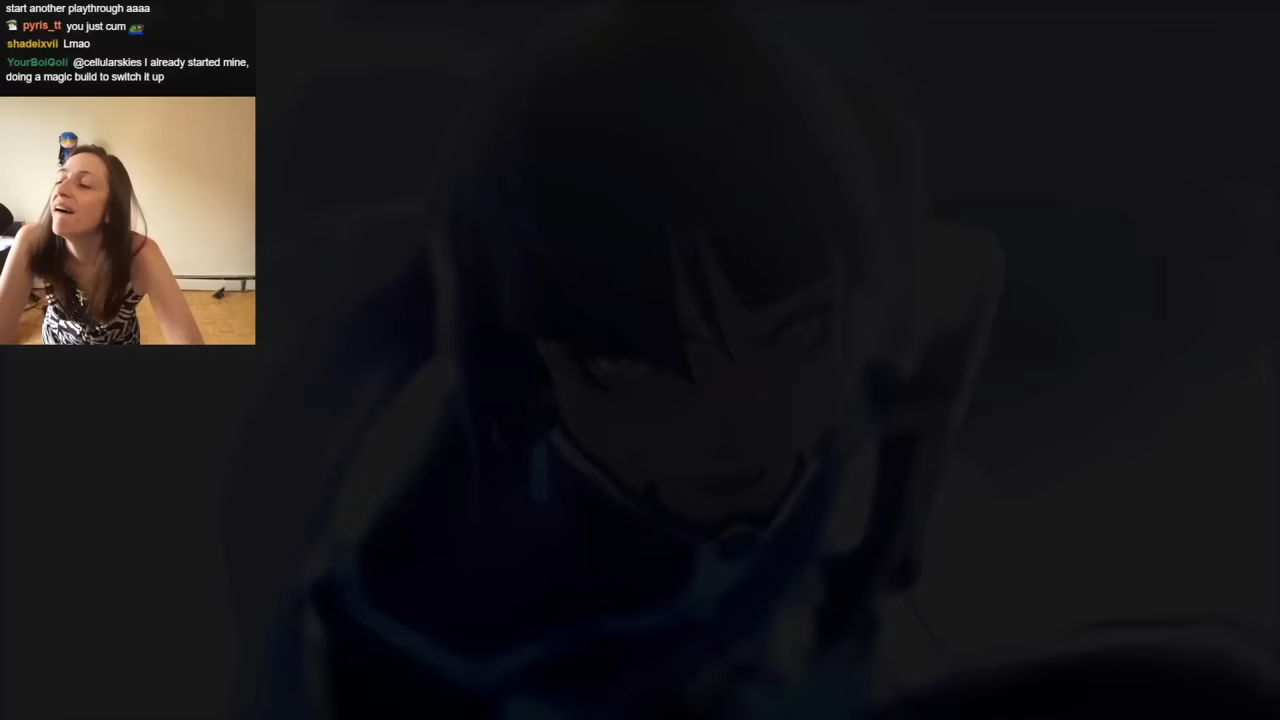 start another playthrough aaaa
pyris_tt you just cum
shadeixvii Lmao
YourBoiGoli @cellularskies I already started mine,
doing a magic build to switch it up